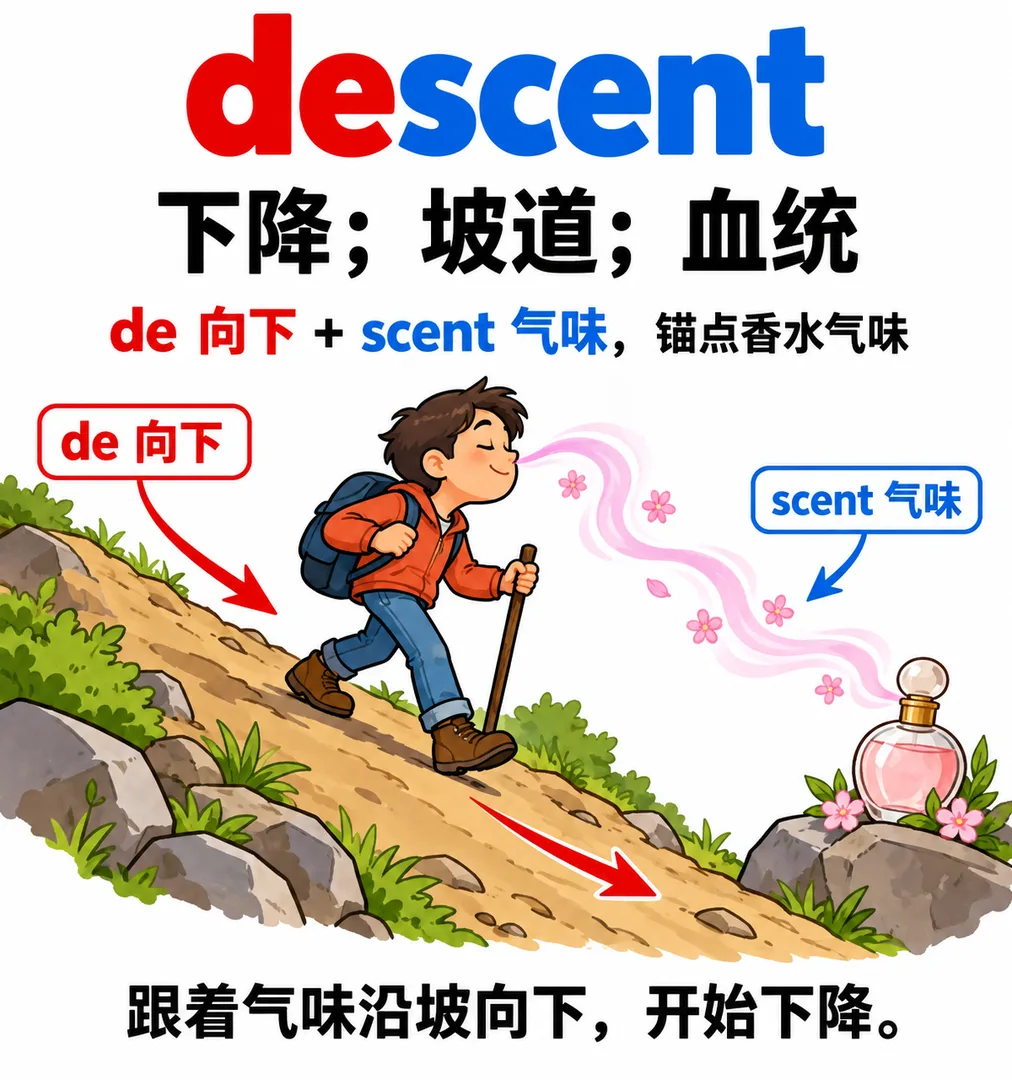 descent
下降；坡道；血统
de 向下 + scent 气味，锚点香水气味
de 向下
scent 气味
跟着气味沿坡向下，开始下降。